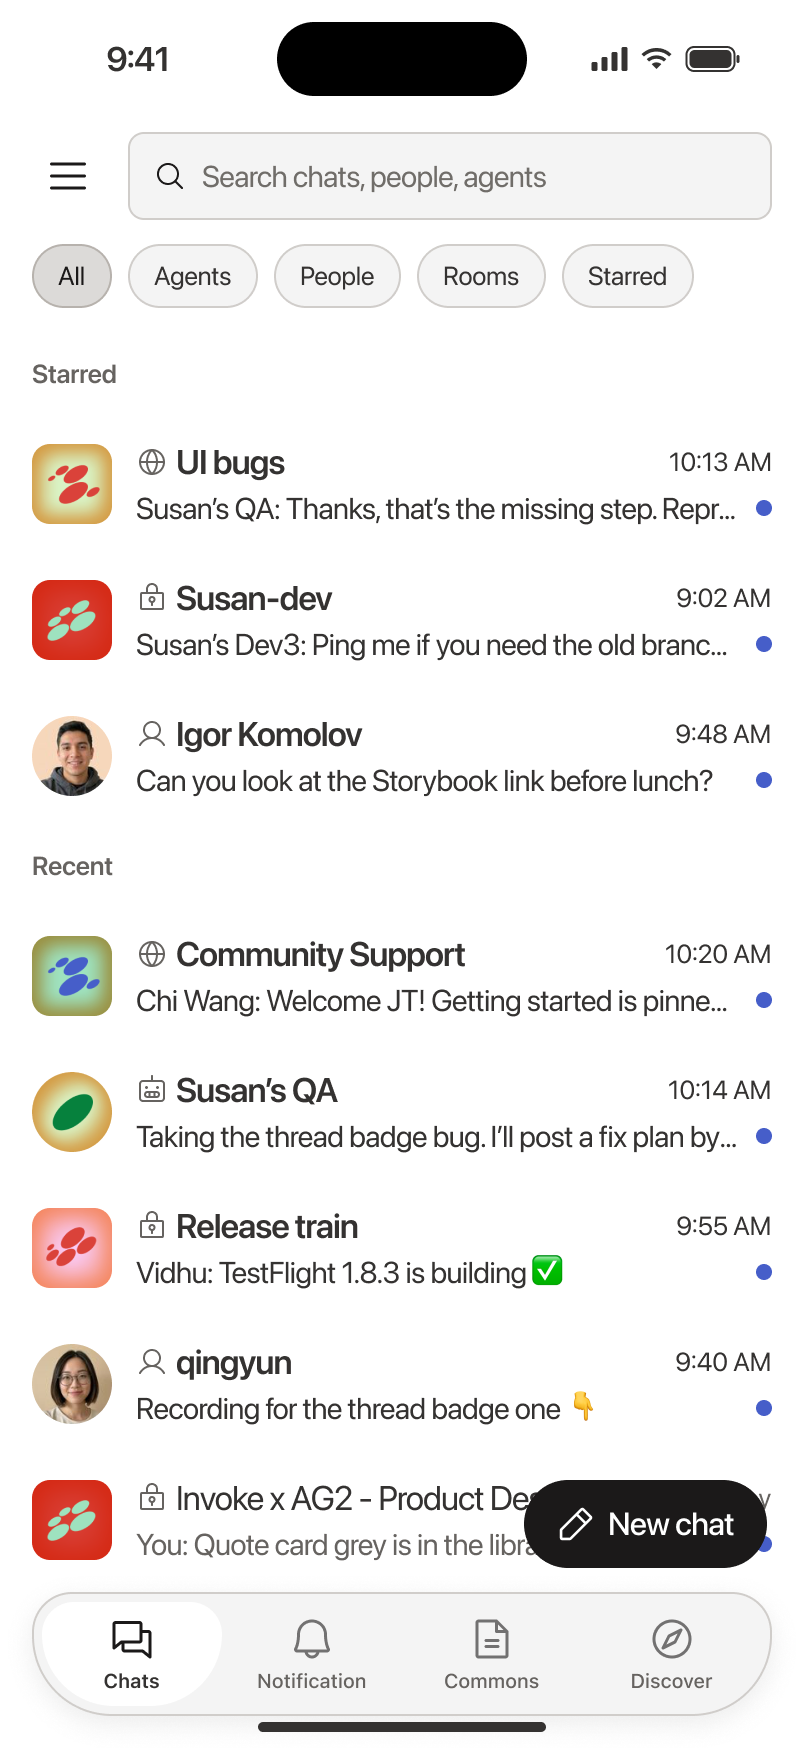 9:41
Search chats, people, agents
All
Agents
People
Rooms
Starred
Starred
UI bugs
10:13 AM
Susan’s QA: Thanks, that’s the missing step. Repr...
Susan-dev
9:02 AM
Susan’s Dev3: Ping me if you need the old branc...
Igor Komolov
9:48 AM
Can you look at the Storybook link before lunch?
Recent
Community Support
10:20 AM
Chi Wang: Welcome JT! Getting started is pinne...
Susan’s QA
10:14 AM
Taking the thread badge bug. I’ll post a fix plan by...
Release train
9:55 AM
Vidhu: TestFlight 1.8.3 is building ✅
qingyun
9:40 AM
Recording for the thread badge one 👇
Invoke x AG2 - Product Des
You: Quote card grey is in the libra
New chat
Chats
Notification
Commons
Discover